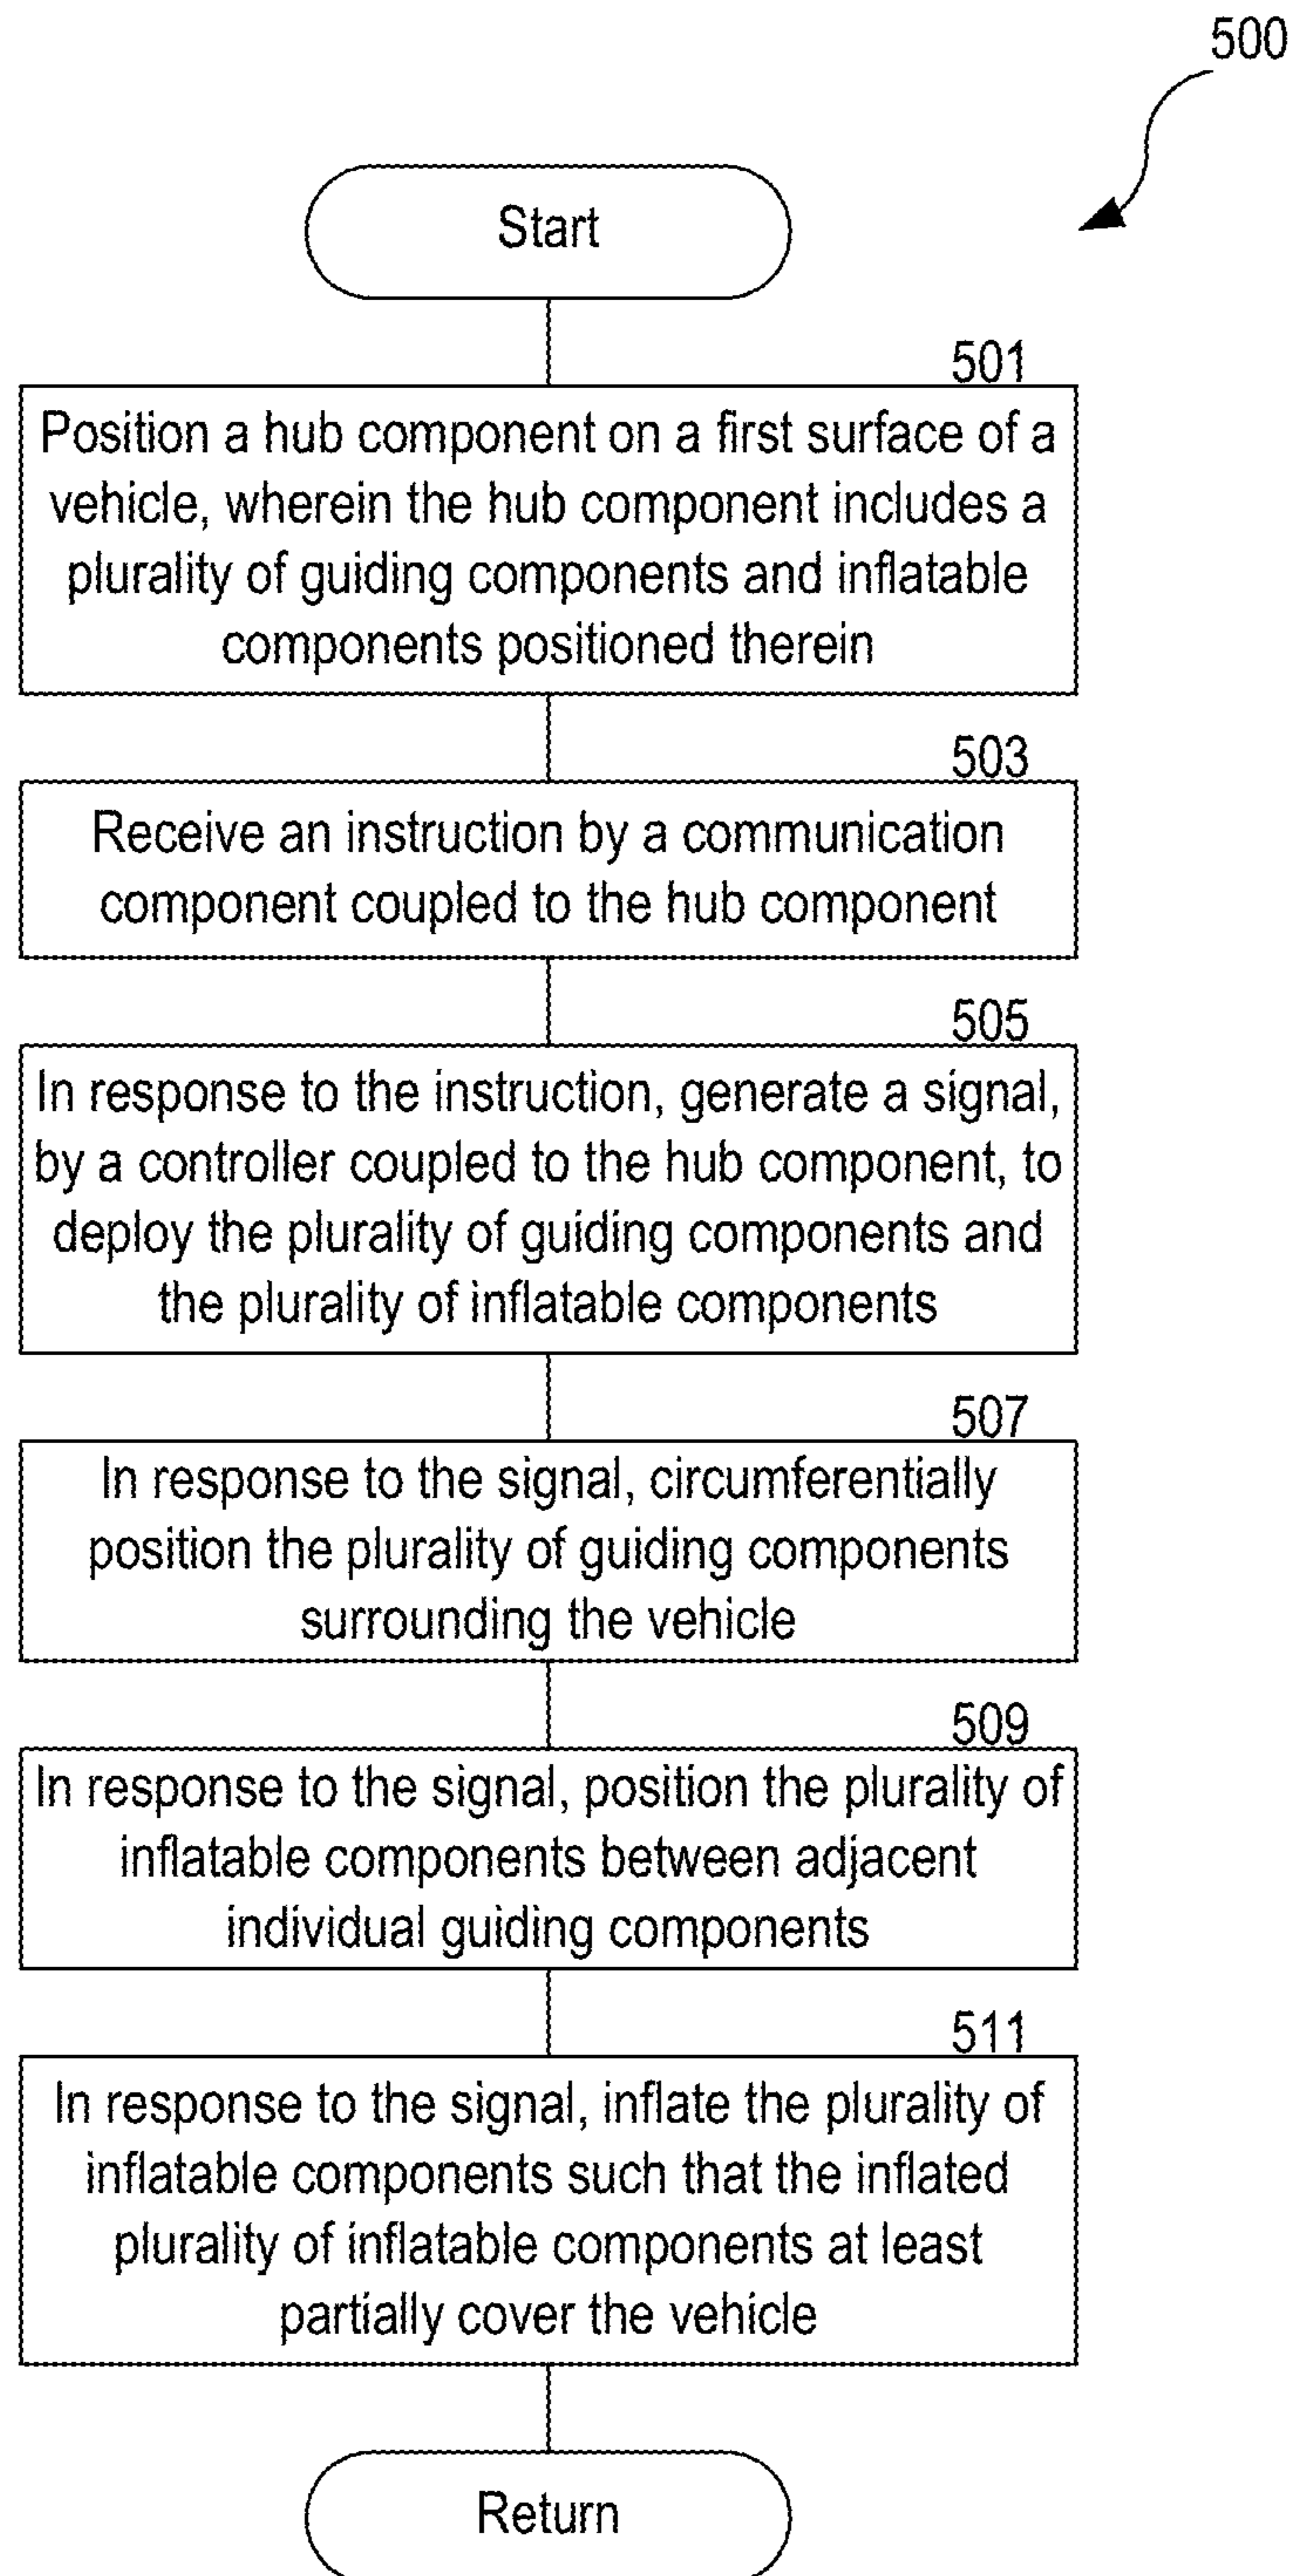 500
Start
501
Position a hub component on a first surface of a
vehicle, wherein the hub component includes a
plurality of guiding components and inflatable
components positioned therein
503
Receive an instruction by a communication
component coupled to the hub component
505
In response to the instruction, generate a signal,
by a controller coupled to the hub component, to
deploy the plurality of guiding components and
the plurality of inflatable components
507
In response to the signal, circumferentially
position the plurality of guiding components
surrounding the vehicle
509
In response to the signal, position the plurality of
inflatable components between adjacent
individual guiding components
511
In response to the signal, inflate the plurality of
inflatable components such that the inflated
plurality of inflatable components at least
partially cover the vehicle
Return